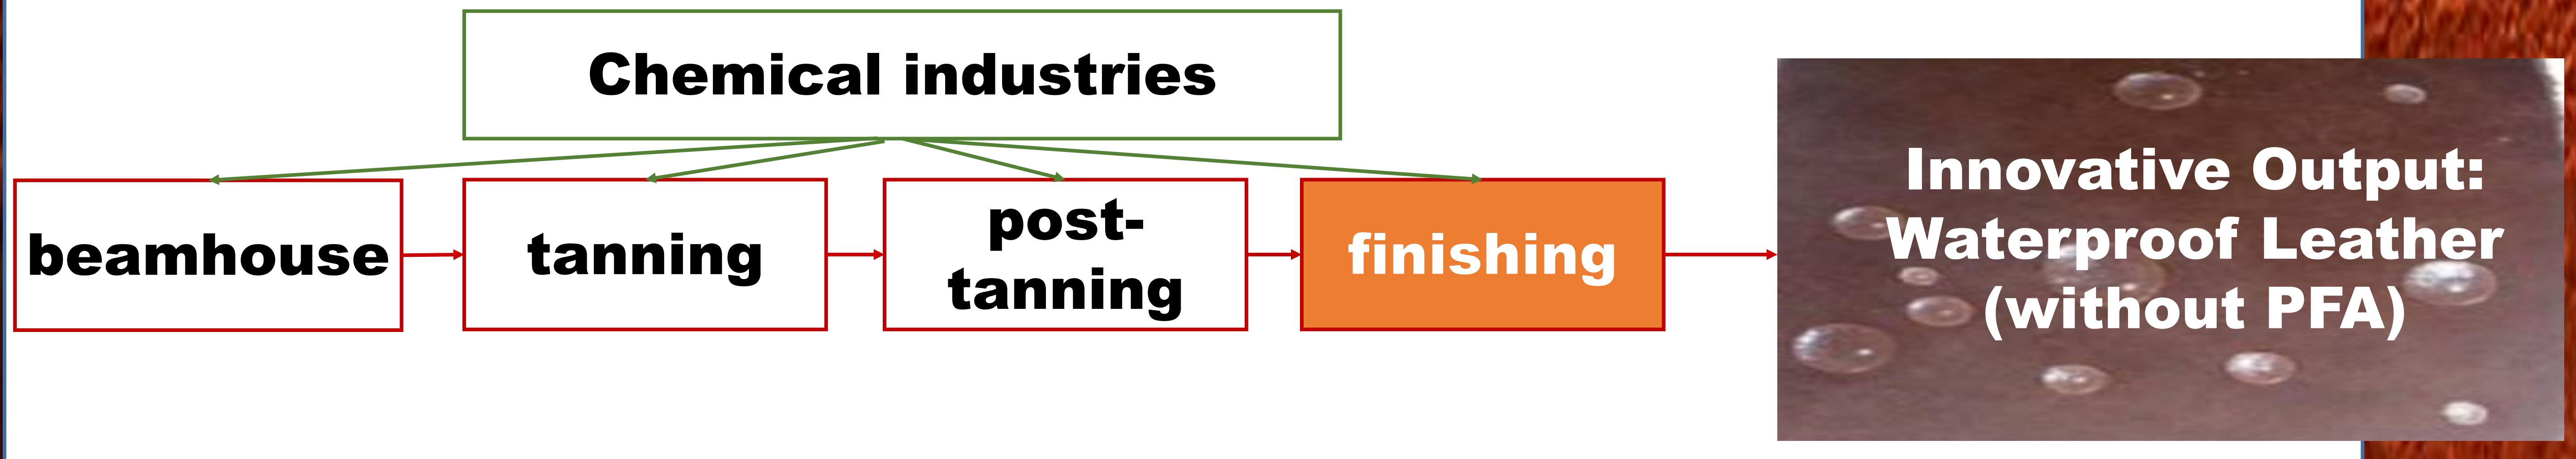 Chemical industries
beamhouse
tanning
post-
tanning
finishing
Innovative Output:
Waterproof Leather
(without PFA)